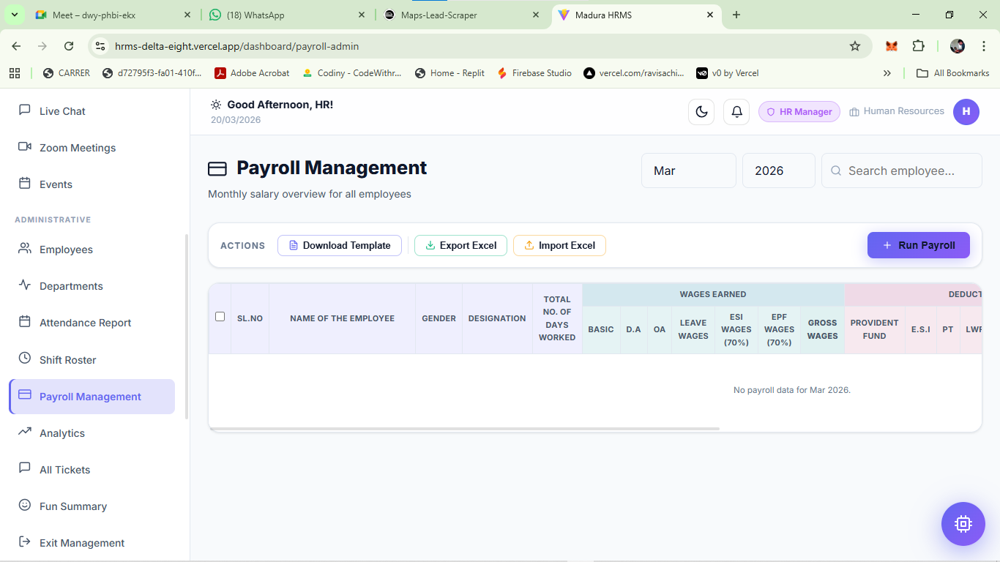 Meet – dwy-phbi-ekx
(18) WhatsApp
Maps-Lead-Scraper
Madura HRMS
hrms-delta-eight.vercel.app/dashboard/payroll-admin
CARRER
d72795f3-fa01-410f...
Adobe Acrobat
Codiny - CodeWithr...
Home - Replit
Firebase Studio
vercel.com/ravisachi...
v0 by Vercel
All Bookmarks
Live Chat
Zoom Meetings
Events
ADMINISTRATIVE
Employees
Departments
Attendance Report
Shift Roster
Payroll Management
Analytics
All Tickets
Fun Summary
Exit Management
Good Afternoon, HR!
20/03/2026
HR Manager
Human Resources
H
Payroll Management
Monthly salary overview for all employees
Mar
2026
Search employee...
ACTIONS
Download Template
Export Excel
Import Excel
+ Run Payroll
SL.NO
NAME OF THE EMPLOYEE
GENDER
DESIGNATION
TOTAL
NO. OF
DAYS
WORKED
WAGES EARNED
BASIC
D.A
OA
LEAVE
WAGES
ESI
WAGES
(70%)
EPF
WAGES
(70%)
GROSS
WAGES
DEDUCT
PROVIDENT
FUND
E.S.I
PT
LWF
No payroll data for Mar 2026.